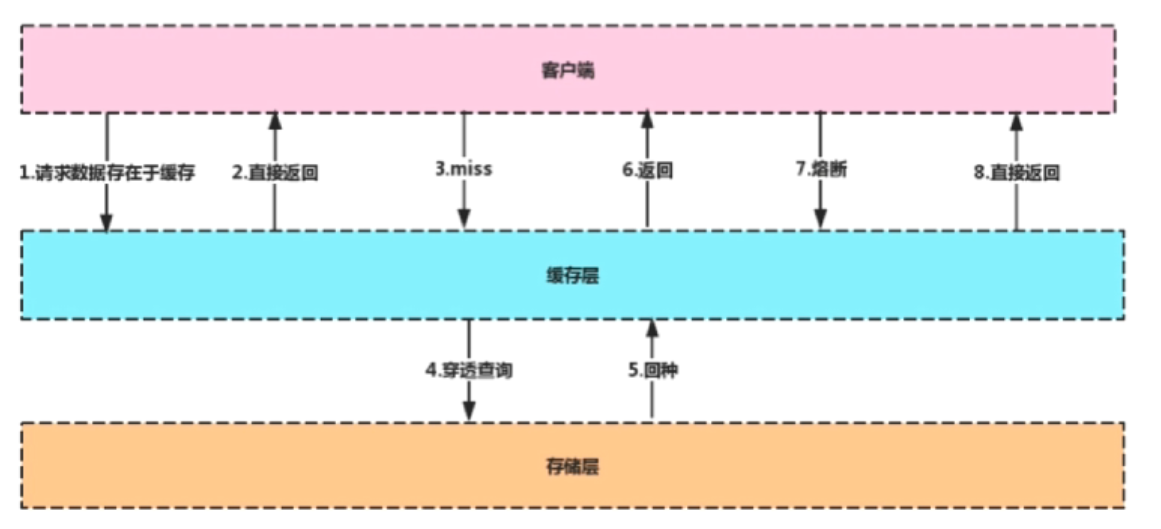 客户端
1.请求数据存在于缓存
2.直接返回
3.miss
6.返回
7.熔断
8.直接返回
缓存层
4.穿透查询
5.回种
存储层